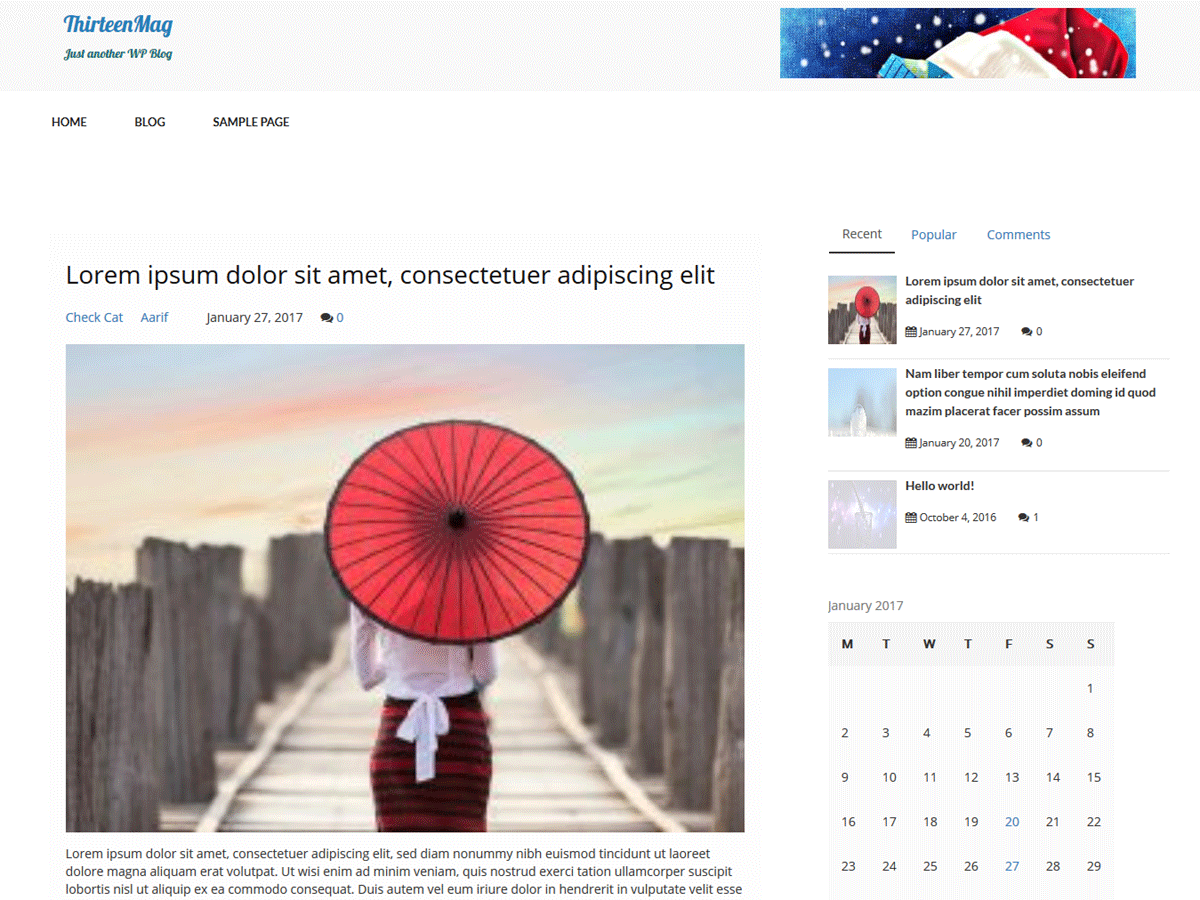 ThirteenMag
Just another WP Blog
HOME BLOG SAMPLE PAGE
Lorem ipsum dolor sit amet, consectetuer adipiscing elit
Check Cat Aarif January 27, 2017 0
Lorem ipsum dolor sit amet, consectetuer adipiscing elit, sed diam nonummy nibh euismod tincidunt ut laoreet
dolore magna aliquam erat volutpat. Ut wisi enim ad minim veniam, quis nostrud exerci tation ullamcorper suscipit
lobortis nisl ut aliquip ex ea commodo consequat. Duis autem vel eum iriure dolor in hendrerit in vulputate velit esse
Recent Popular Comments
Lorem ipsum dolor sit amet, consectetuer
adipiscing elit
January 27, 2017 0
Nam liber tempor cum soluta nobis eleifend
option congue nihil imperdiet doming id quod
mazim placerat facer possim assum
January 20, 2017 0
Hello world!
October 4, 2016 1
January 2017
M T W T F S S
1
2 3 4 5 6 7 8
9 10 11 12 13 14 15
16 17 18 19 20 21 22
23 24 25 26 27 28 29